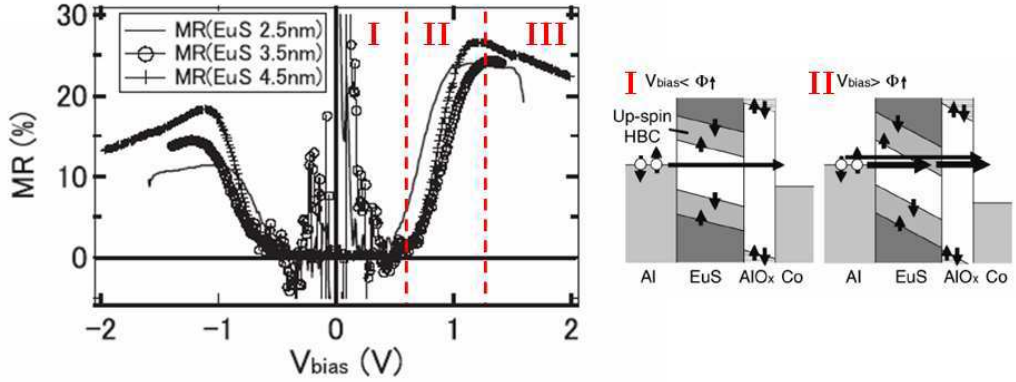 30
20
10
0
MR (%)
MR(EuS 2.5nm)
MR(EuS 3.5nm)
MR(EuS 4.5nm)
I
II
III
−2
−1
0
1
2
Vbias (V)
I Vbias< Φ↑
Up-spin
HBC
Al EuS AlOx Co
II Vbias> Φ↑
Al EuS AlOx Co